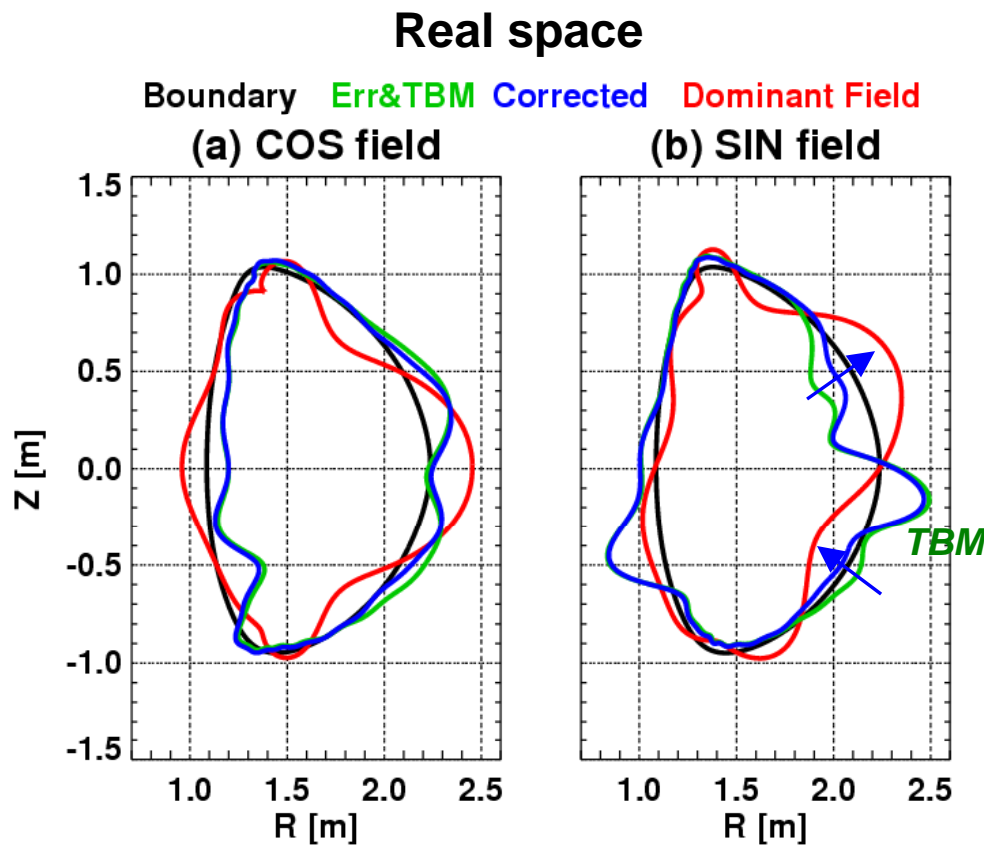 Real space
Boundary Err&TBM Corrected Dominant Field
(a) COS field (b) SIN field
1.5
1.0
0.5
0.0
-0.5
-1.0
-1.5
Z [m]
TBM
1.0 1.5 2.0 2.5 1.0 1.5 2.0 2.5
R [m] R [m]